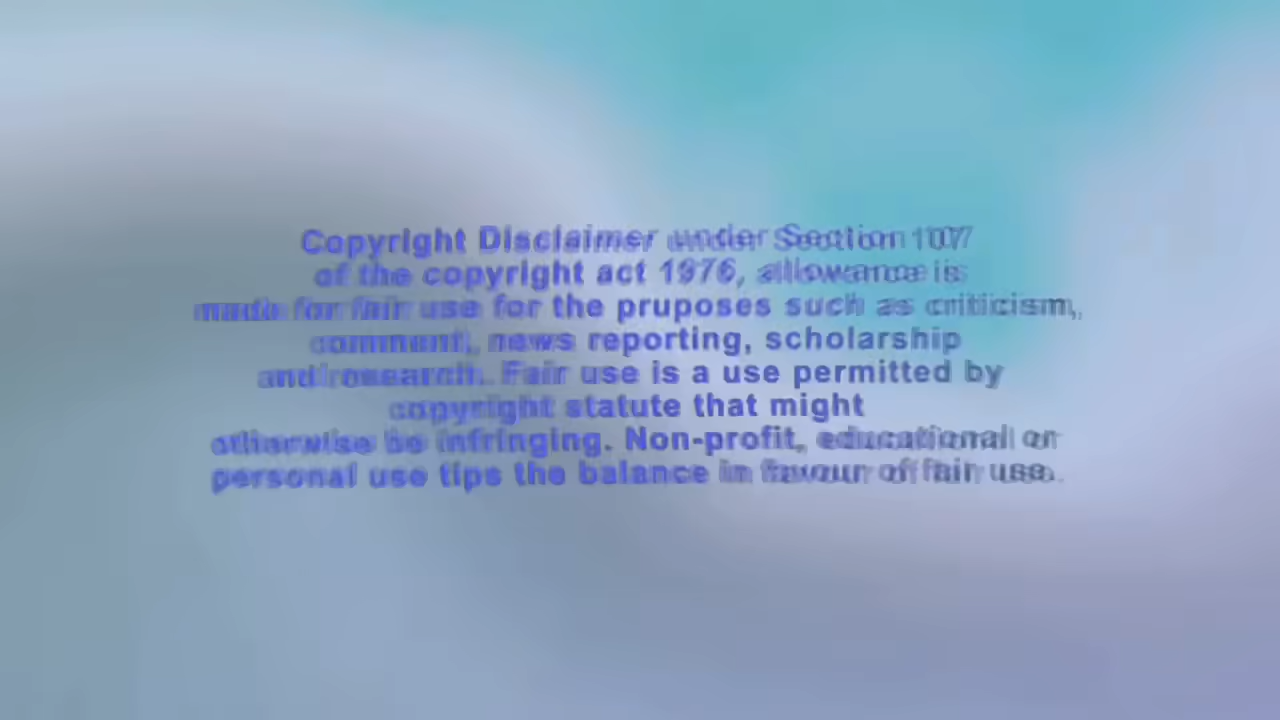 Copyright Disclaimer under Section 107
of the copyright act 1976, allowance is
made for fair use for the pruposes such as criticism,
comment, news reporting, scholarship
and research. Fair use is a use permitted by
copyright statute that might
otherwise be infringing. Non-profit, educational or
personal use tips the balance in favour of fair use.